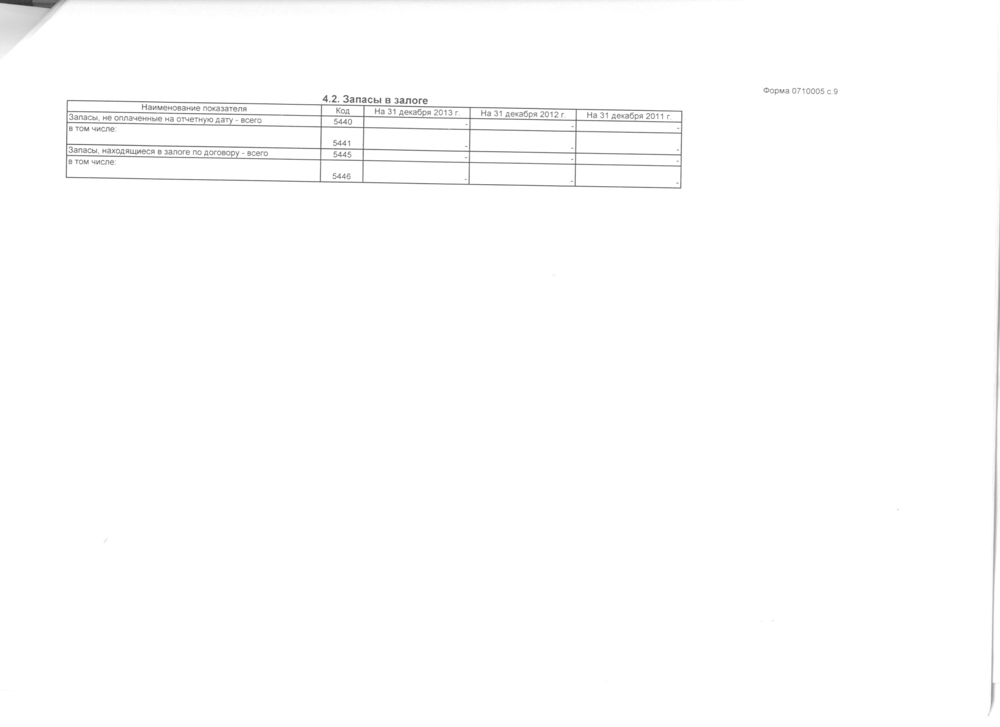 Форма 0710005 с.9
4.2. Запасы в залоге
Наименование показателя Код На 31 декабря 2013 г. На 31 декабря 2012 г. На 31 декабря 2011 г.
Запасы, не оплаченные на отчетную дату - всего 5440 - - -
в том числе:
5441 - - -
Запасы, находящиеся в залоге по договору - всего 5445 - - -
в том числе:
5446 - - -